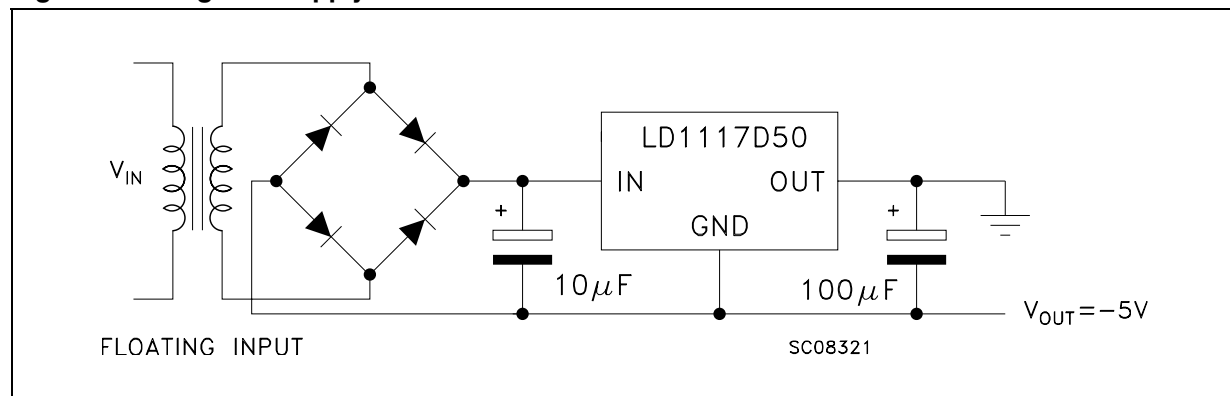 LD1117D50
V_IN
IN
OUT
+
+
GND
10μF
100μF
V_OUT=-5V
FLOATING INPUT
SC08321